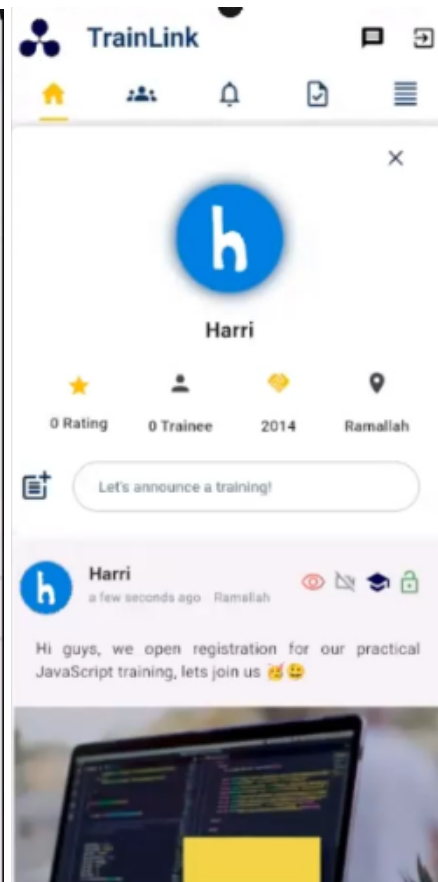 TrainLink
Harri
0 Rating 0 Trainee 2014 Ramallah
Let's announce a training!
Harri
a few seconds ago Ramallah
Hi guys, we open registration for our practical
JavaScript training, lets join us 🥳😃